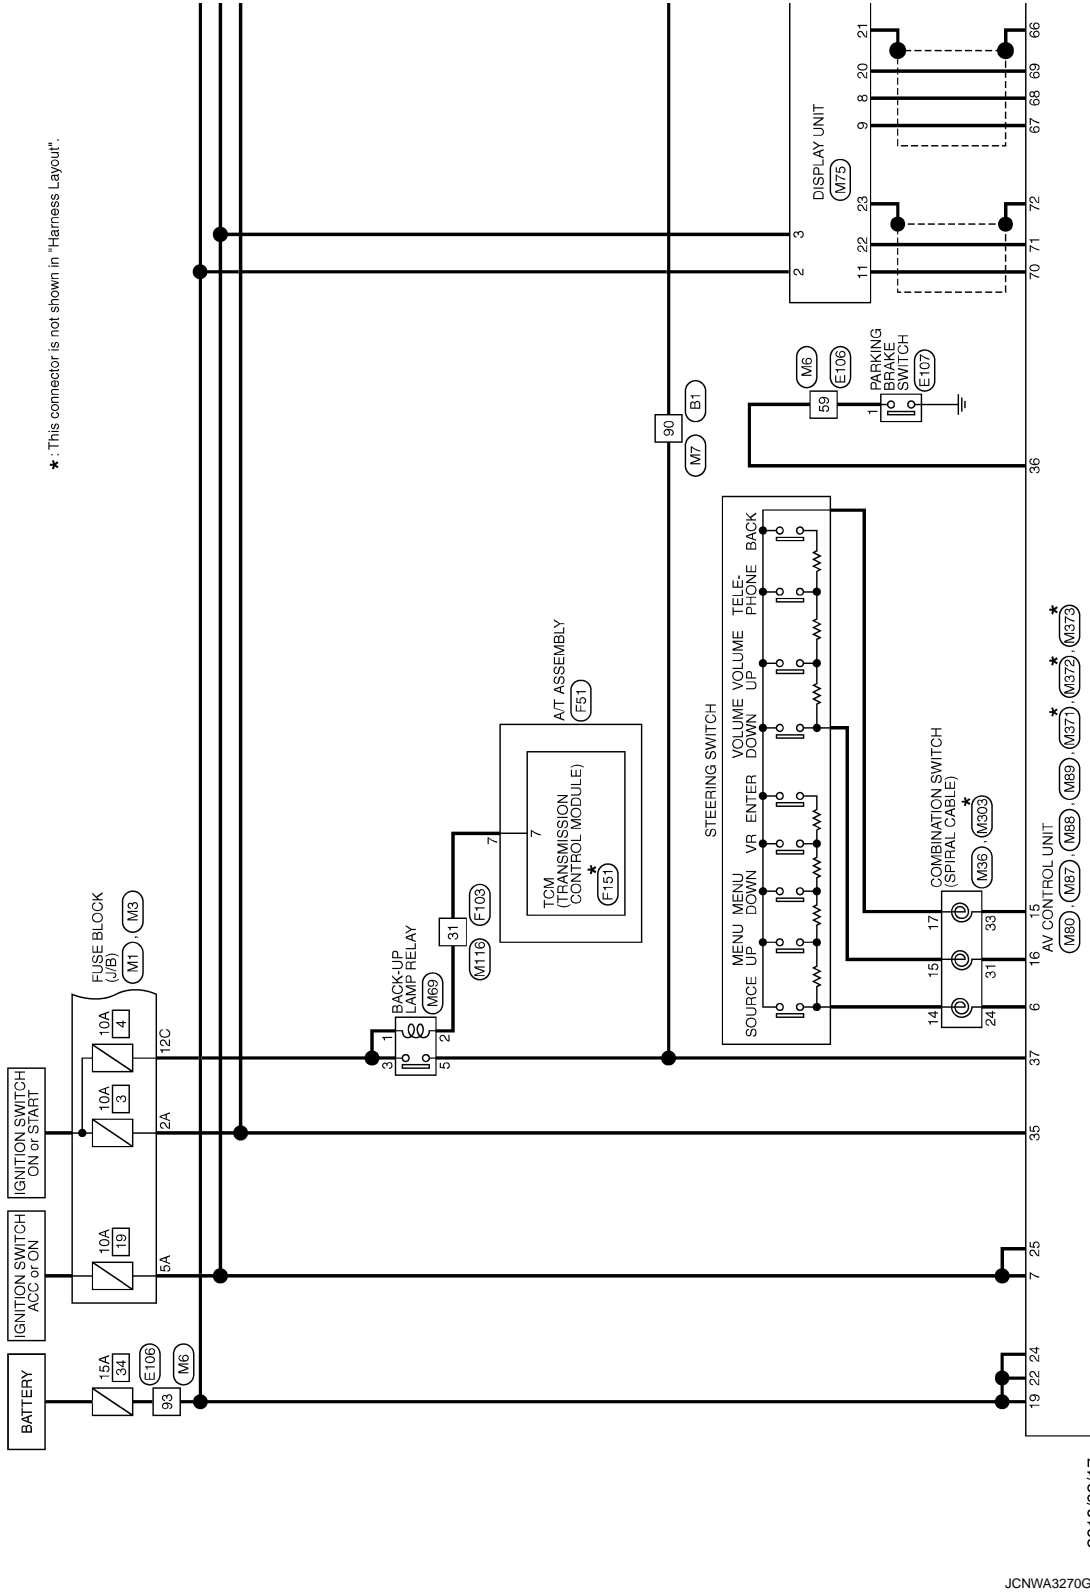 ★ : This connector is not shown in "Harness Layout".
BATTERY
15A
34
E106
93
M6
IGNITION SWITCH
ACC or ON
10A
19
5A
IGNITION SWITCH
ON or START
10A
3
2A
10A
4
12C
FUSE BLOCK
(J/B)
M1 , M3
BACK-UP
LAMP RELAY
M69
1
2
3
5
31
M116
F103
7
7
TCM
(TRANSMISSION
CONTROL MODULE)
★
F151
A/T ASSEMBLY
F51
STEERING SWITCH
SOURCE
MENU
UP
MENU
DOWN
VR
ENTER
VOLUME
DOWN
VOLUME
UP
TELE-
PHONE
BACK
COMBINATION SWITCH
(SPIRAL CABLE)
M36 , M303 ★
14
15
17
24
31
33
90
M7
B1
M6
59
E106
PARKING
BRAKE
SWITCH
E107
1
DISPLAY UNIT
M75
2
3
11
22
23
9
8
20
21
19
22
24
7
25
35
37
6
16
15
36
70
71
72
67
68
69
66
AV CONTROL UNIT
M80 , M87 , M88 , M89 , M371 ★ , M372 ★ , M373 ★
JCNWA3270G